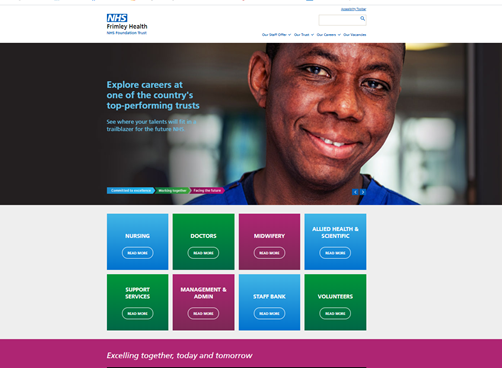 Accessibility Toolbar
NHS
Frimley Health
NHS Foundation Trust
Our Staff Offer
Our Trust
Our Careers
Our Vacancies
Explore careers at
one of the country's
top-performing trusts
See where your talents will fit in a
trailblazer for the future NHS.
Committed to excellence
Working together
Facing the future
NURSING
READ MORE
DOCTORS
READ MORE
MIDWIFERY
READ MORE
ALLIED HEALTH &
SCIENTIFIC
READ MORE
SUPPORT
SERVICES
READ MORE
MANAGEMENT &
ADMIN
READ MORE
STAFF BANK
READ MORE
VOLUNTEERS
READ MORE
Excelling together, today and tomorrow